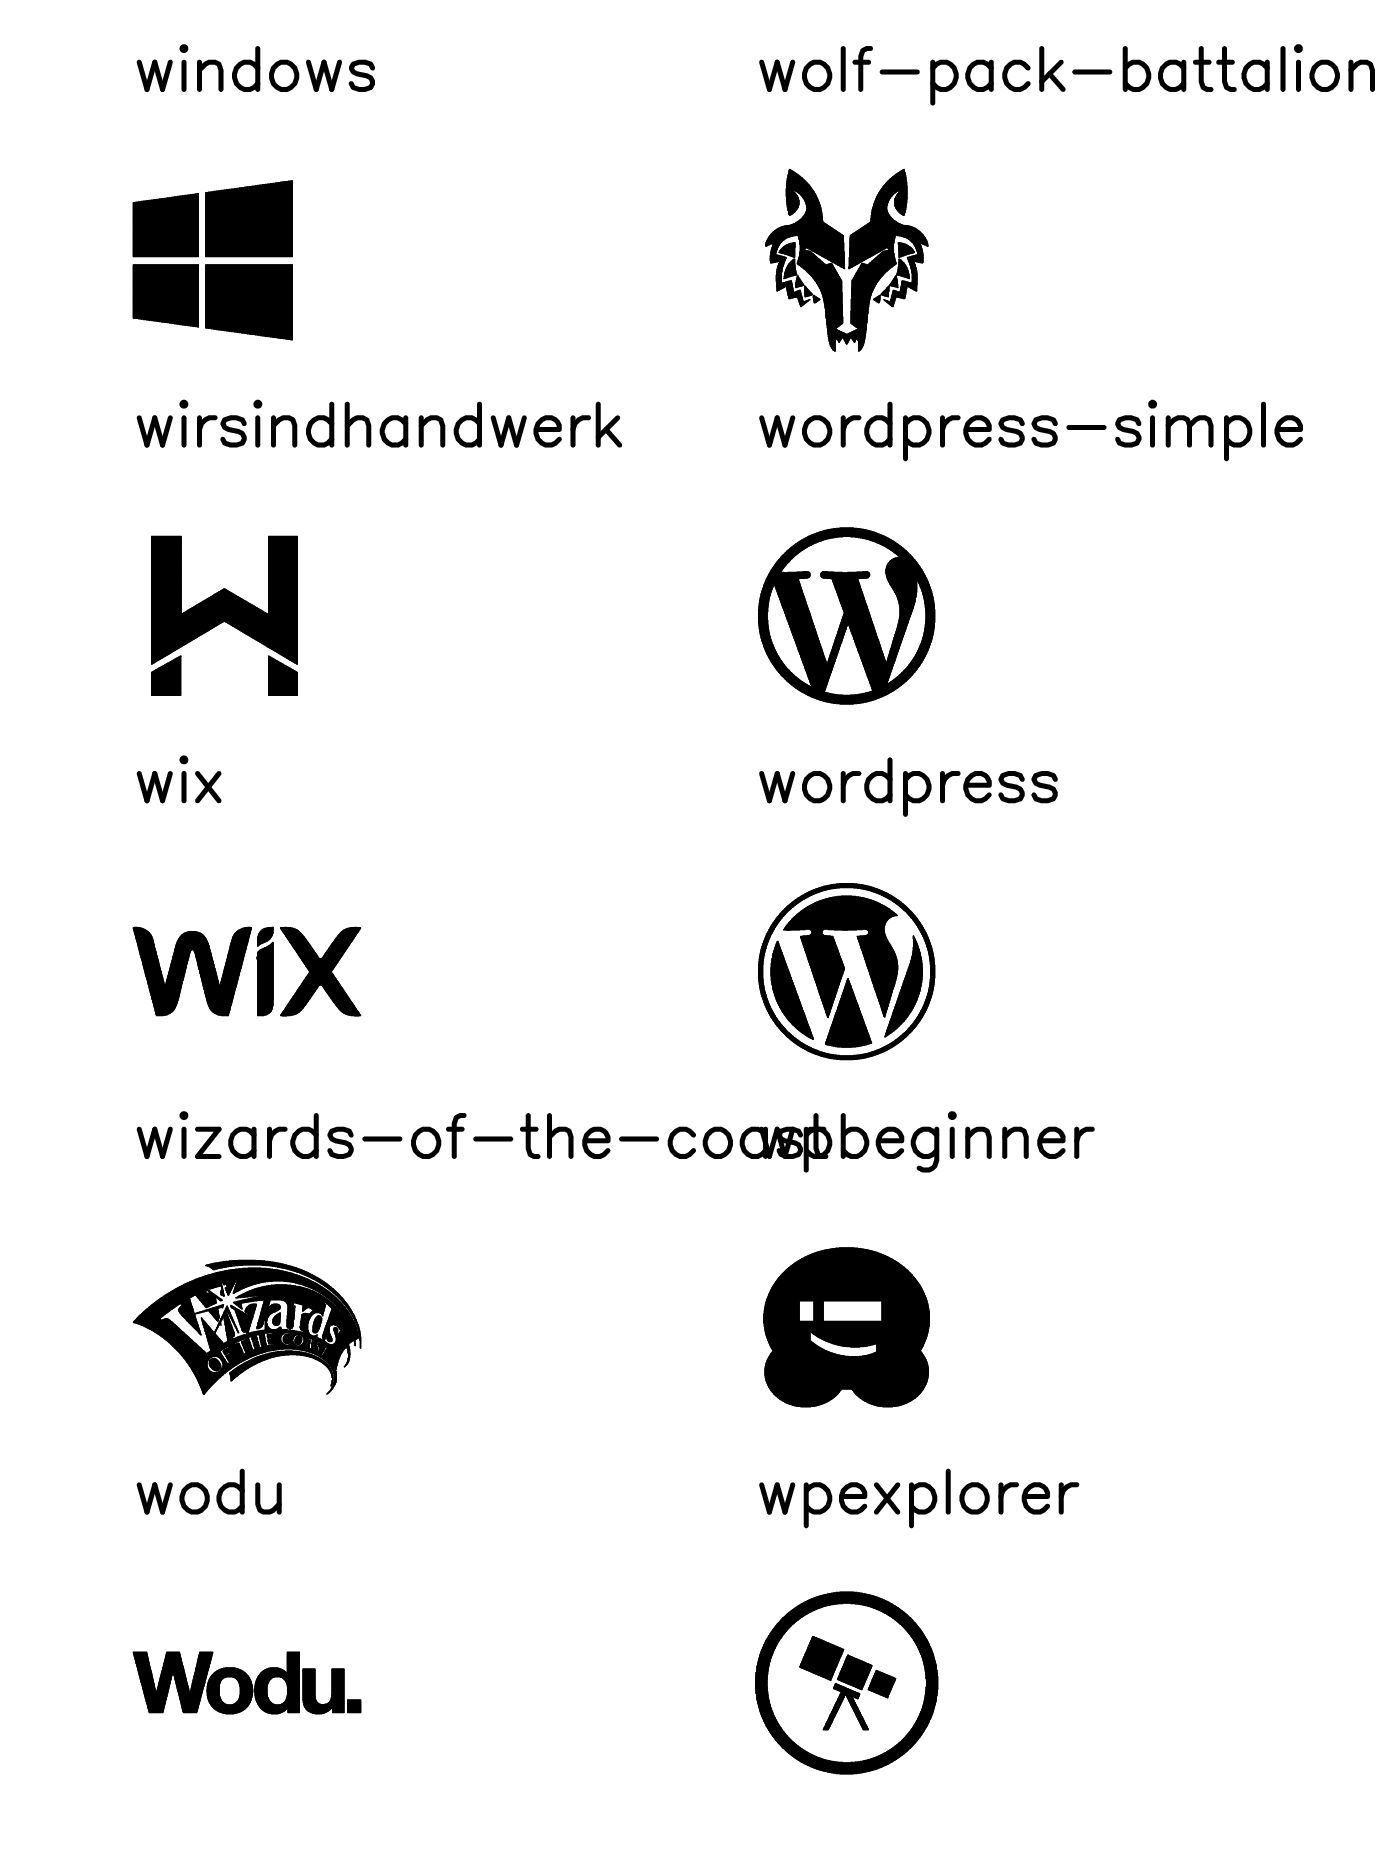 windows
wolf-pack-battalion
wirsindhandwerk
wordpress-simple
W
wix
wordpress
WiX
W
wizards-of-the-coast
wpbeginner
Wizards
OF THE COAST
wodu
wpexplorer
Wodu.